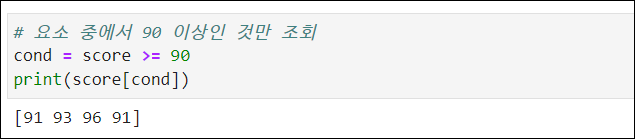 # 요소 중에서 90 이상인 것만 조회
cond = score >= 90
print(score[cond])
[91 93 96 91]